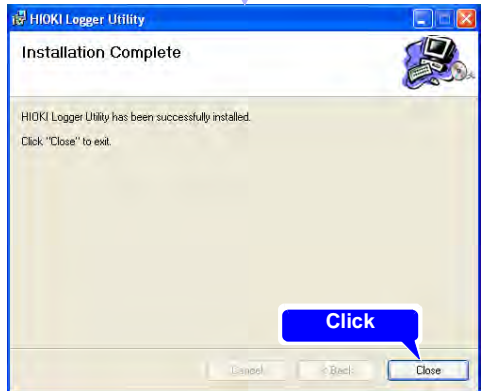 HIOKI Logger Utility
Installation Complete
HIOKI Logger Utility has been successfully installed.
Click "Close" to exit.
Click
Cancel
< Back
Close